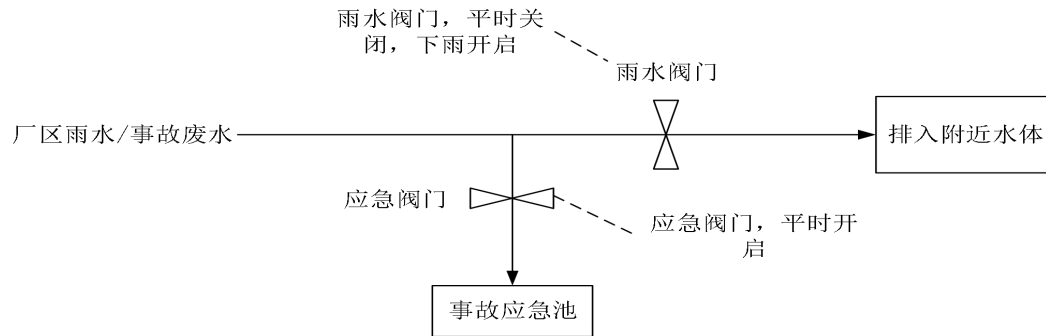 雨水阀门，平时关
闭，下雨开启
雨水阀门
厂区雨水/事故废水
排入附近水体
应急阀门
应急阀门，平时开
启
事故应急池